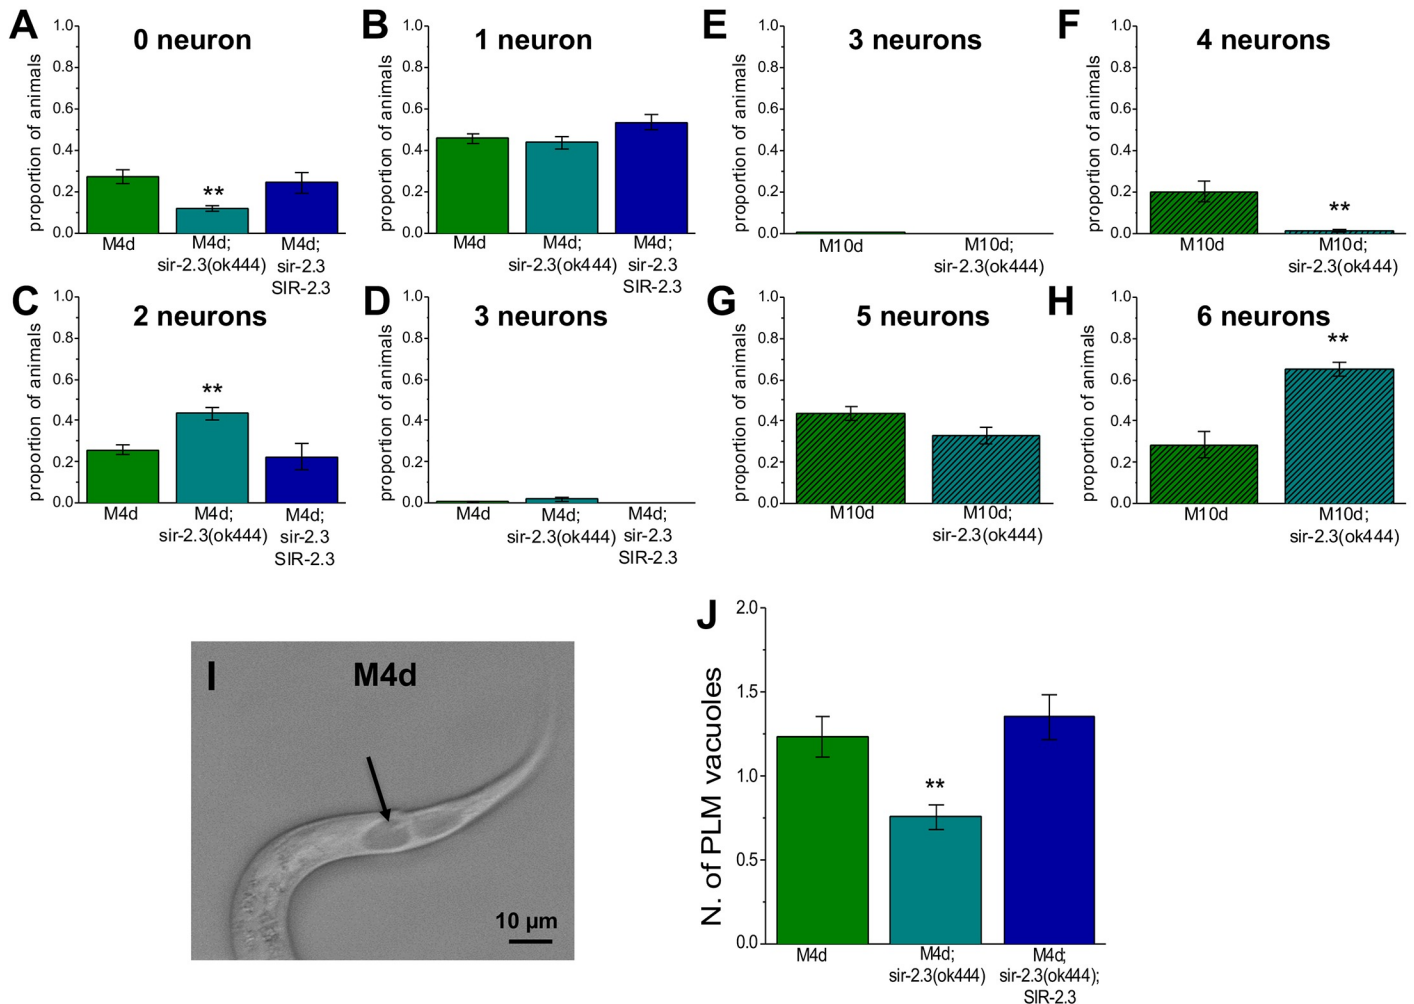 A
0 neuron
proportion of animals
1.0
0.8
0.6
0.4
0.2
0.0
**
M4d
M4d;
sir-2.3(ok444)
M4d;
sir-2.3
SIR-2.3
B
1 neuron
proportion of animals
1.0
0.8
0.6
0.4
0.2
0.0
M4d
M4d;
sir-2.3(ok444)
M4d;
sir-2.3
SIR-2.3
E
3 neurons
proportion of animals
1.0
0.8
0.6
0.4
0.2
0.0
M10d
M10d;
sir-2.3(ok444)
F
4 neurons
proportion of animals
1.0
0.8
0.6
0.4
0.2
0.0
**
M10d
M10d;
sir-2.3(ok444)
C
2 neurons
proportion of animals
1.0
0.8
0.6
0.4
0.2
0.0
**
M4d
M4d;
sir-2.3(ok444)
M4d;
sir-2.3
SIR-2.3
D
3 neurons
proportion of animals
1.0
0.8
0.6
0.4
0.2
0.0
M4d
M4d;
sir-2.3(ok444)
M4d;
sir-2.3
SIR-2.3
G
5 neurons
proportion of animals
1.0
0.8
0.6
0.4
0.2
0.0
M10d
M10d;
sir-2.3(ok444)
H
6 neurons
proportion of animals
1.0
0.8
0.6
0.4
0.2
0.0
**
M10d
M10d;
sir-2.3(ok444)
I
M4d
10 µm
J
N. of PLM vacuoles
2.0
1.5
1.0
0.5
0.0
**
M4d
M4d;
sir-2.3(ok444)
M4d;
sir-2.3(ok444);
SIR-2.3